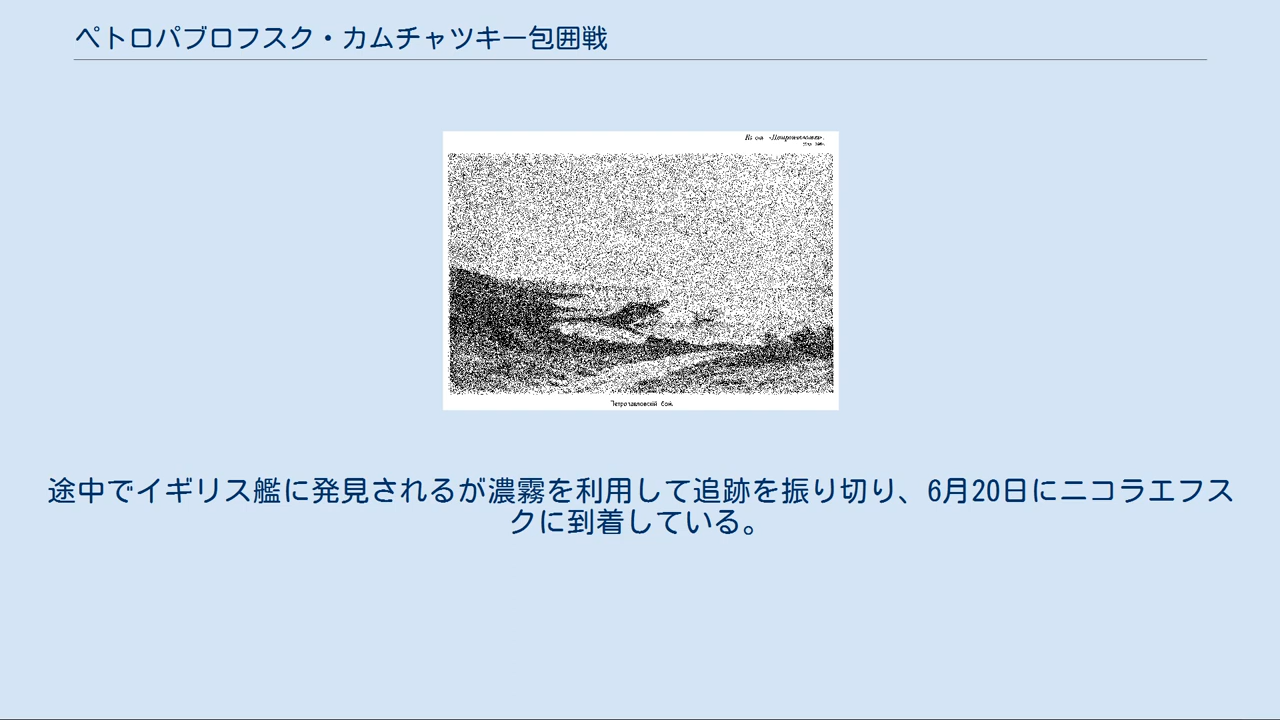 ペトロパブロフスク・カムチャツキー包囲戦
Петропавловскій бой.
途中でイギリス艦に発見されるが濃霧を利用して追跡を振り切り、6月20日にニコラエフス
クに到着している。